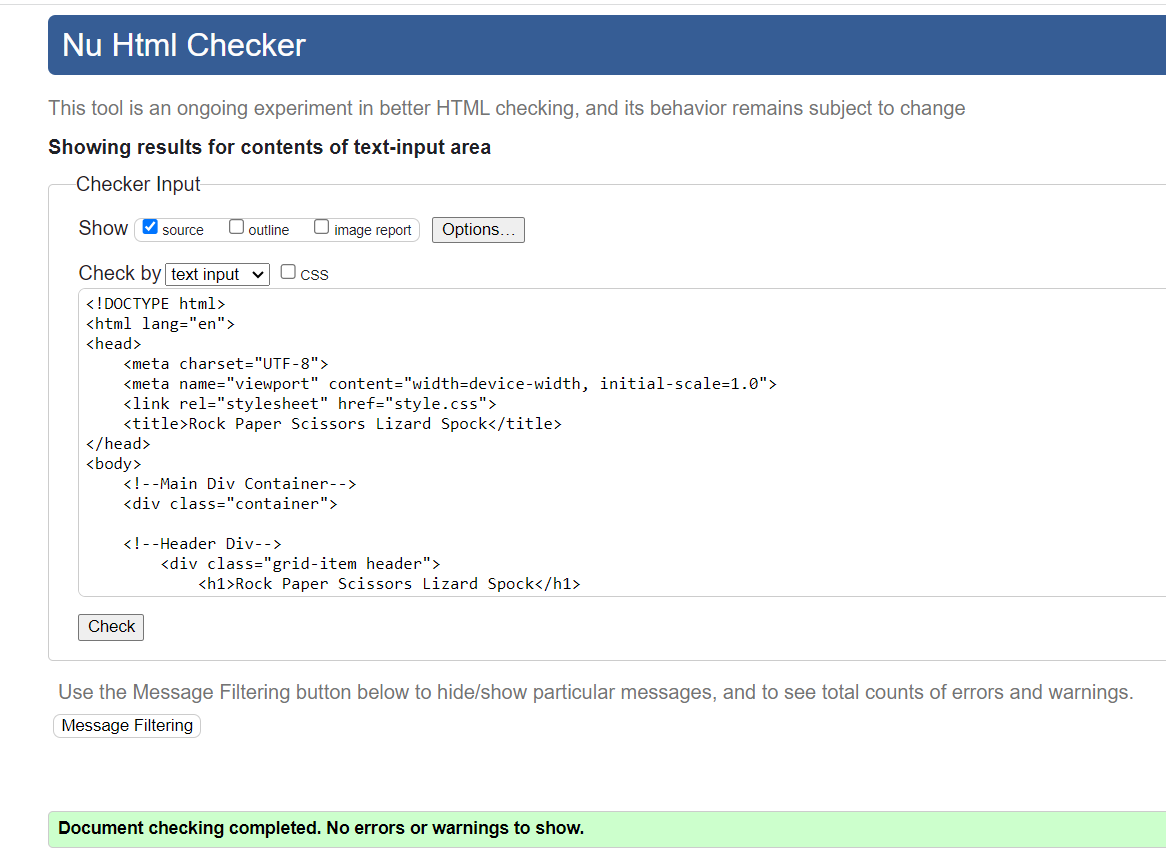 Nu Html Checker
This tool is an ongoing experiment in better HTML checking, and its behavior remains subject to change
Showing results for contents of text-input area
Checker Input
Show source outline image report Options...
Check by text input CSS
<!DOCTYPE html>
<html lang="en">
<head>
    <meta charset="UTF-8">
    <meta name="viewport" content="width=device-width, initial-scale=1.0">
    <link rel="stylesheet" href="style.css">
    <title>Rock Paper Scissors Lizard Spock</title>
</head>
<body>
    <!--Main Div Container-->
    <div class="container">
    <!--Header Div-->
        <div class="grid-item header">
            <h1>Rock Paper Scissors Lizard Spock</h1>
Check
Use the Message Filtering button below to hide/show particular messages, and to see total counts of errors and warnings.
Message Filtering
Document checking completed. No errors or warnings to show.